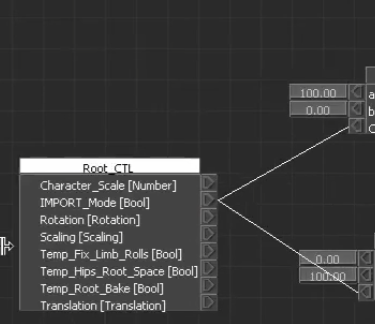 100.00
a
0.00
b
C
Root_CTL
Character_Scale [Number]
IMPORT_Mode [Bool]
Rotation [Rotation]
Scaling [Scaling]
Temp_Fix_Limb_Rolls [Bool]
Temp_Hips_Root_Space [Bool]
Temp_Root_Bake [Bool]
Translation [Translation]
0.00
100.00